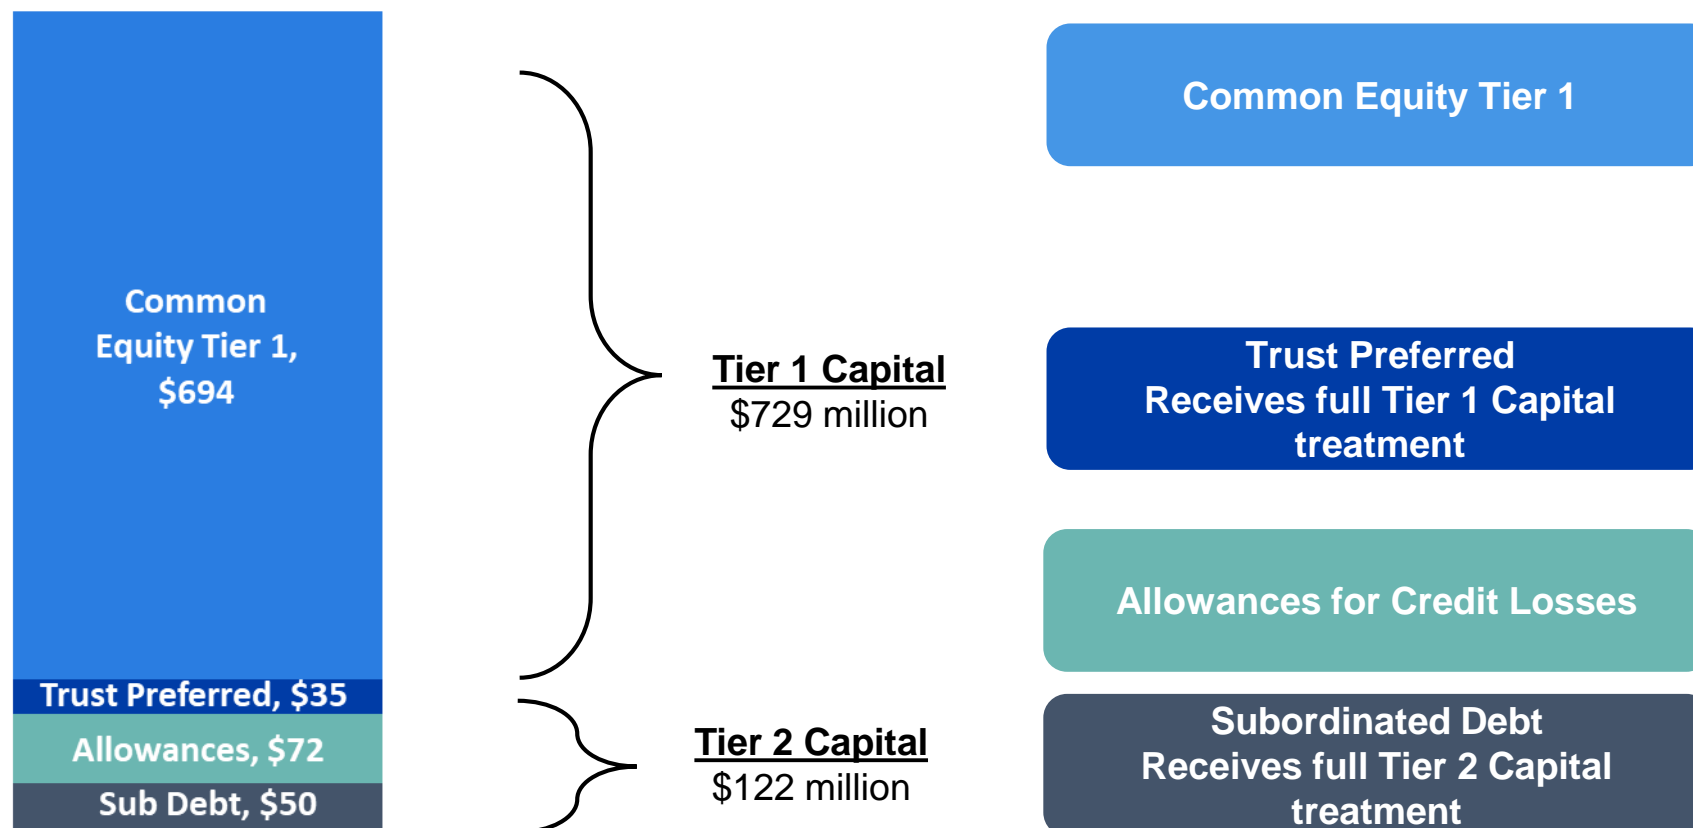 Common
Equity Tier 1,
$694
Trust Preferred, $35
Allowances, $72
Sub Debt, $50
Tier 1 Capital
$729 million
Tier 2 Capital
$122 million
Common Equity Tier 1
Trust Preferred
Receives full Tier 1 Capital
treatment
Allowances for Credit Losses
Subordinated Debt
Receives full Tier 2 Capital
treatment